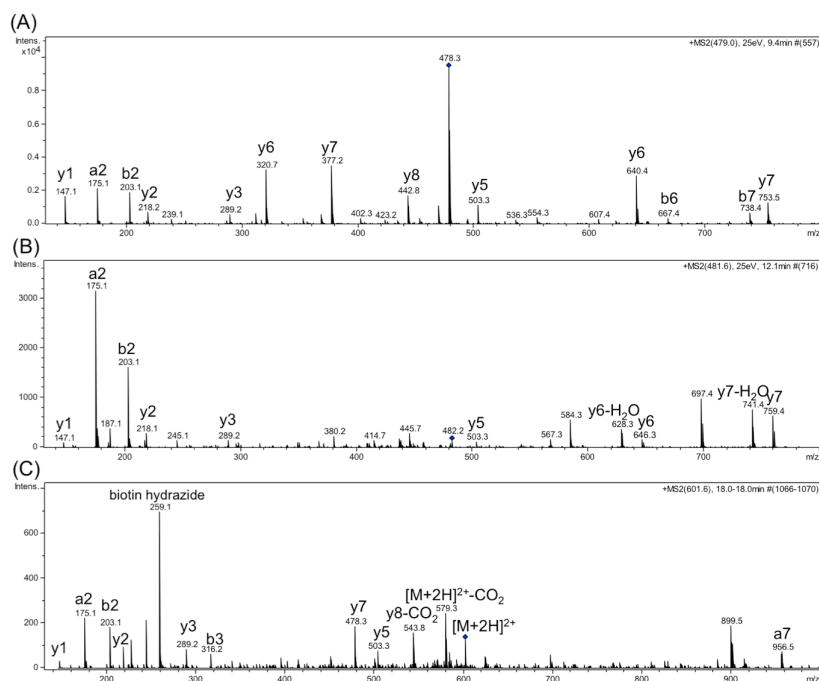 (A)
Intens.
x10⁴
+MS2(479.0), 25eV, 9.4min #(557)
1.0
0.8
0.6
0.4
0.2
0.0
y1
147.1
a2
175.1
b2
203.1
y2
218.2
239.1
y3
289.2
y6
320.7
y7
377.2
402.3
423.2
y8
442.8
478.3
y5
503.3
536.3
554.3
607.4
y6
640.4
b6
667.4
b7
738.4
y7
753.5
200 300 400 500 600 700 m/z
(B)
Intens.
+MS2(481.6), 25eV, 12.1min #(716)
3000
2000
1000
0
y1
147.1
a2
175.1
187.1
b2
203.1
y2
218.1
245.1
y3
289.2
380.2
414.7
445.7
482.2
y5
503.3
567.3
584.3
y6-H₂O
628.3
y6
646.3
697.4
y7-H₂O
741.4
y7
759.4
200 300 400 500 600 700 m/z
(C)
Intens.
+MS2(601.6), 18.0-18.0min #(1066-1070)
600
400
200
0
y1
a2
175.1
b2
203.1
y2
biotin hydrazide
259.1
y3
289.2
b3
316.2
y7
478.3
y5
503.3
y8-CO₂
543.8
[M+2H]²⁺-CO₂
579.3
[M+2H]²⁺
899.5
a7
956.5
200 300 400 500 600 700 800 900 m/z